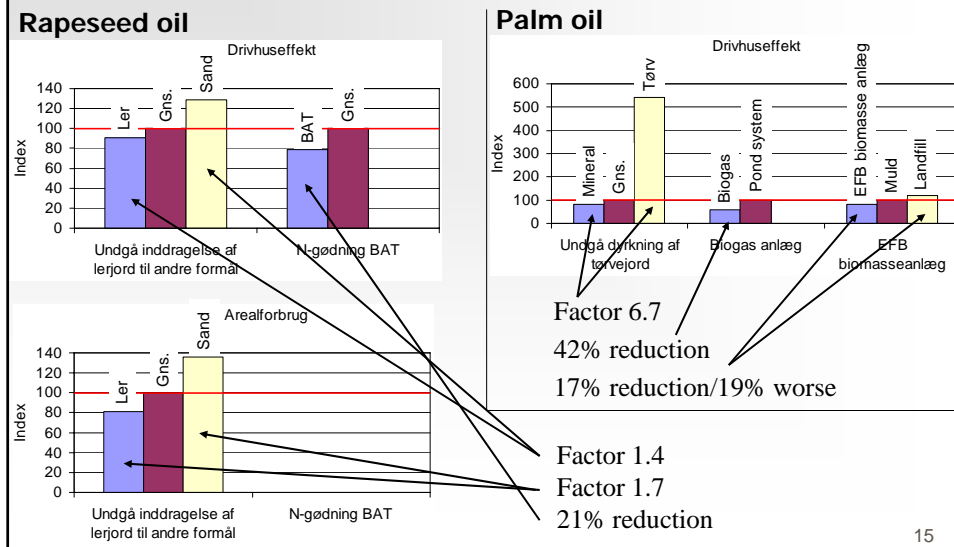 Rapeseed oil
Drivhuseffekt
140
120
100
80
60
40
20
0
Index
Ler
Gns.
Sand
BAT
Gns.
Undgå inddragelse af
lerjord til andre formål
N-gødning BAT
Arealforbrug
140
120
100
80
60
40
20
0
Index
Ler
Gns.
Sand
Undgå inddragelse af
lerjord til andre formål
N-gødning BAT
Palm oil
Drivhuseffekt
600
500
400
300
200
100
0
Index
Mineral
Gns.
Tørv
Biogas
Pond system
EFB biomasse anlæg
Muld
Landfill
Undgå dyrkning af
tørvejord
Biogas anlæg
EFB
biomasseanlæg
Factor 6.7
42% reduction
17% reduction/19% worse
Factor 1.4
Factor 1.7
21% reduction
15